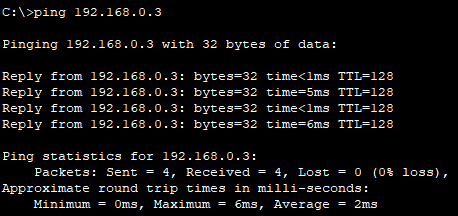 C:\>ping 192.168.0.3
Pinging 192.168.0.3 with 32 bytes of data:
Reply from 192.168.0.3: bytes=32 time<1ms TTL=128
Reply from 192.168.0.3: bytes=32 time=5ms TTL=128
Reply from 192.168.0.3: bytes=32 time<1ms TTL=128
Reply from 192.168.0.3: bytes=32 time=6ms TTL=128
Ping statistics for 192.168.0.3:
Packets: Sent = 4, Received = 4, Lost = 0 (0% loss),
Approximate round trip times in milli-seconds:
Minimum = 0ms, Maximum = 6ms, Average = 2ms